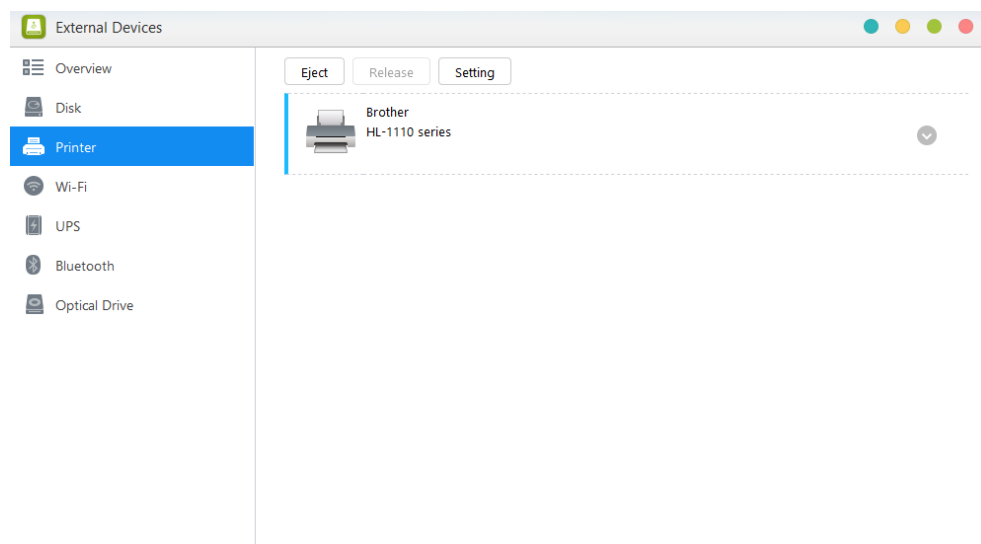 External Devices
Overview
Disk
Printer
Wi-Fi
UPS
Bluetooth
Optical Drive
Eject Release Setting
Brother
HL-1110 series